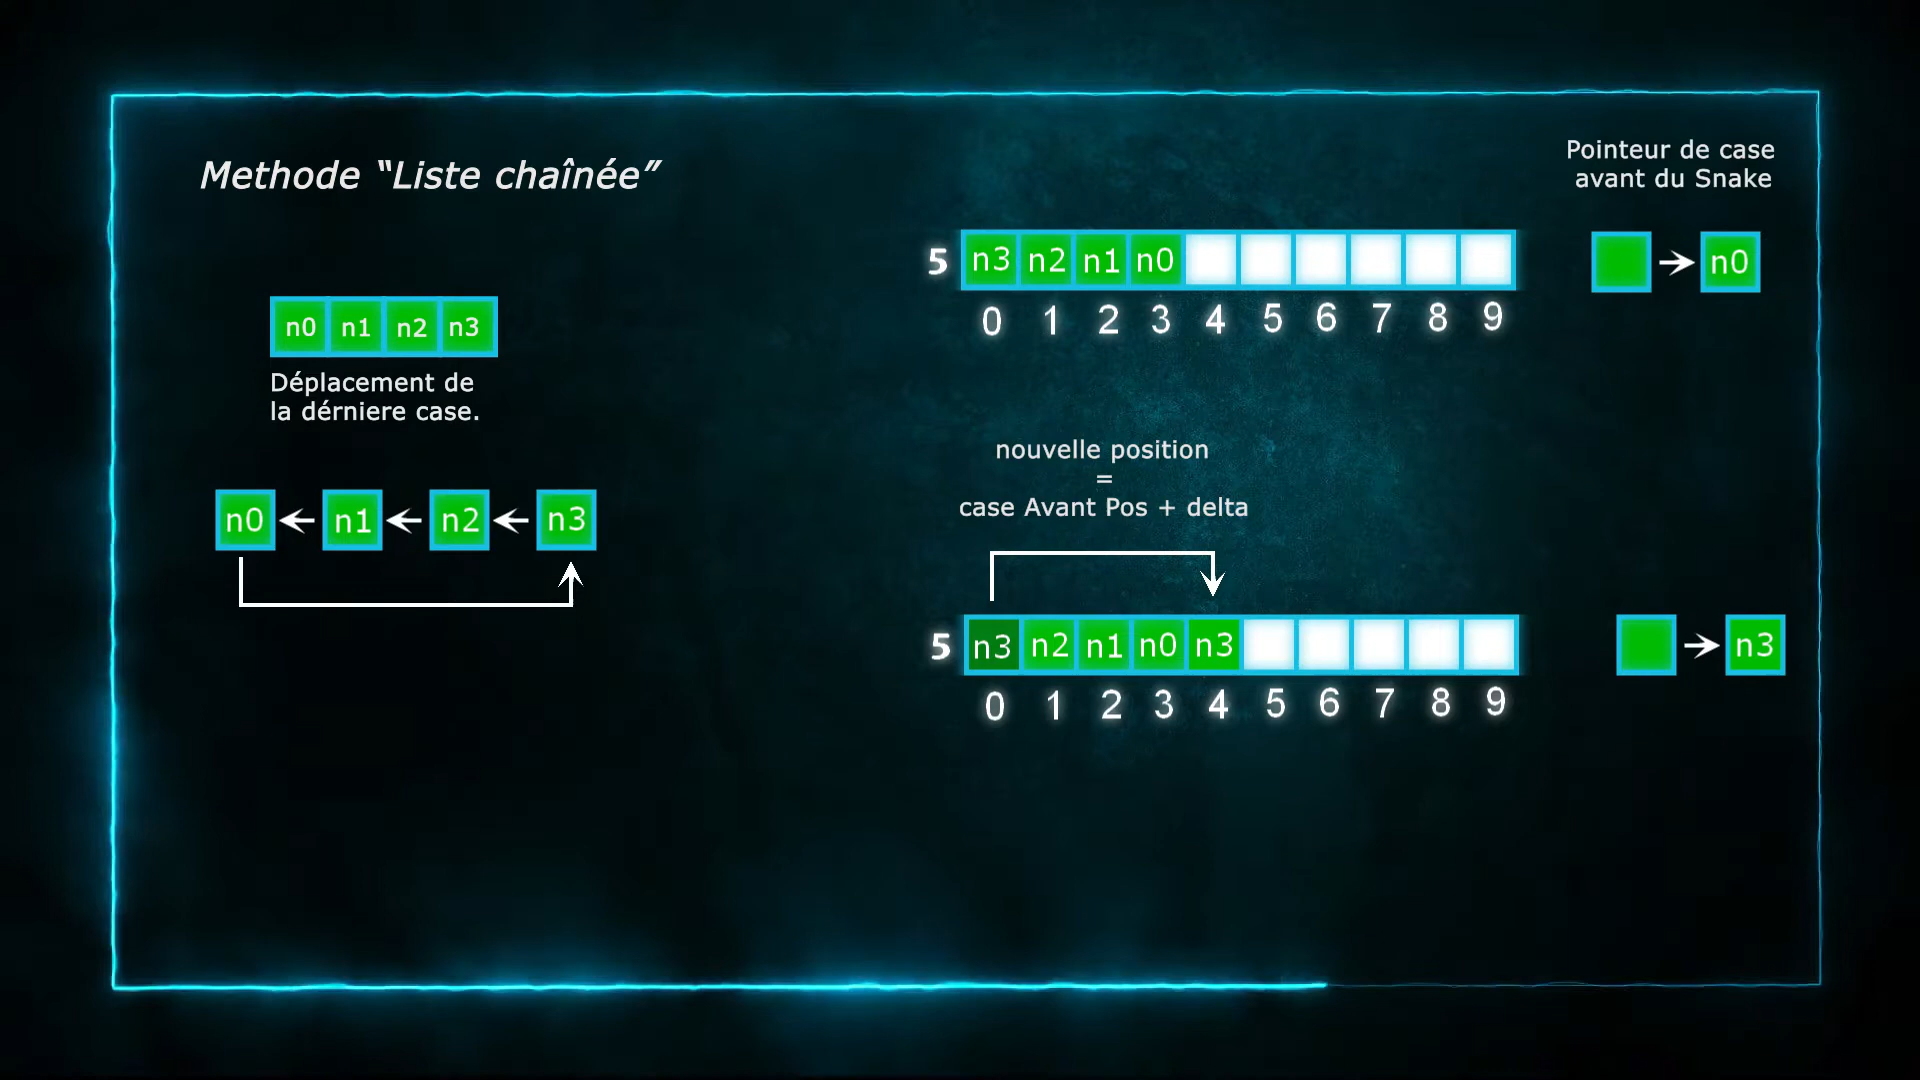 Methode “Liste chaînée”
n0 n1 n2 n3
Déplacement de
la dérniere case.
n0 n1 n2 n3
Pointeur de case
avant du Snake
5 n3 n2 n1 n0
0 1 2 3 4 5 6 7 8 9
n0
nouvelle position
=
case Avant Pos + delta
5 n3 n2 n1 n0 n3
0 1 2 3 4 5 6 7 8 9
n3